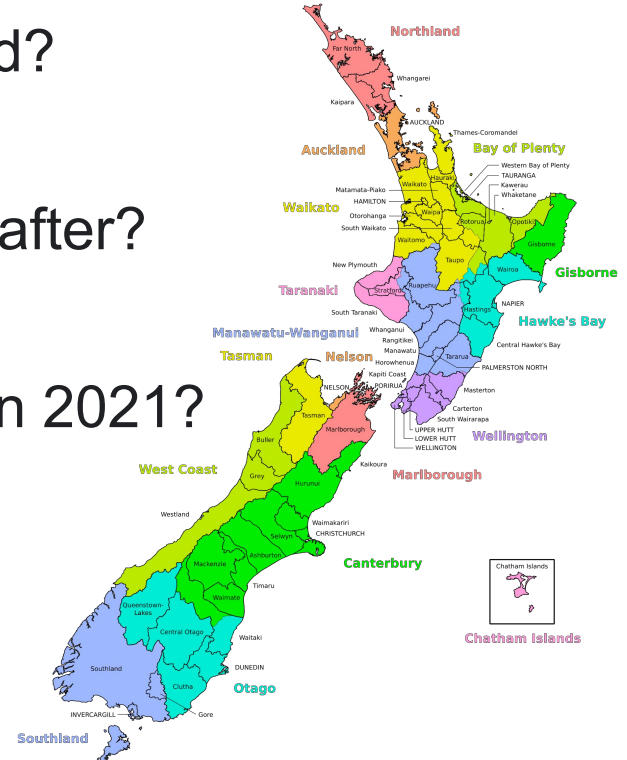 d?
after?
n 2021?
Northland
Far North
Whangarei
Kaipara
AUCKLAND
Thames-Coromandel
Auckland
Bay of Plenty
Western Bay of Plenty
TAURANGA
Kawerau
Whaketane
Hauraki
Waikato
Matamata-Piako
HAMILTON
Waikato
Otorohanga
Waipa
South Waikato
Rotorua
Opotiki
Waitomo
Gisborne
Taupo
New Plymouth
Wairoa
Gisborne
Taranaki
Stratford
Ruapehu
South Taranaki
Hastings
NAPIER
Hawke's Bay
Manawatu-Wanganui
Whanganui
Rangitikei
Central Hawke's Bay
Tasman
Nelson
Manawatu
Horowhenua
Tararua
Kapiti Coast
PALMERSTON NORTH
NELSON
PORIRUA
Masterton
Tasman
Carterton
South Wairarapa
Marlborough
UPPER HUTT
Wellington
LOWER HUTT
WELLINGTON
Buller
West Coast
Kaikoura
Marlborough
Grey
Hurunui
Westland
Waimakariri
CHRISTCHURCH
Selwyn
Ashburton
Mackenzie
Canterbury
Chatham Islands
Timaru
Waimate
Queenstown-
Lakes
Central Otago
Waitaki
Chatham Islands
Southland
DUNEDIN
Clutha
Otago
INVERCARGILL
Gore
Southland